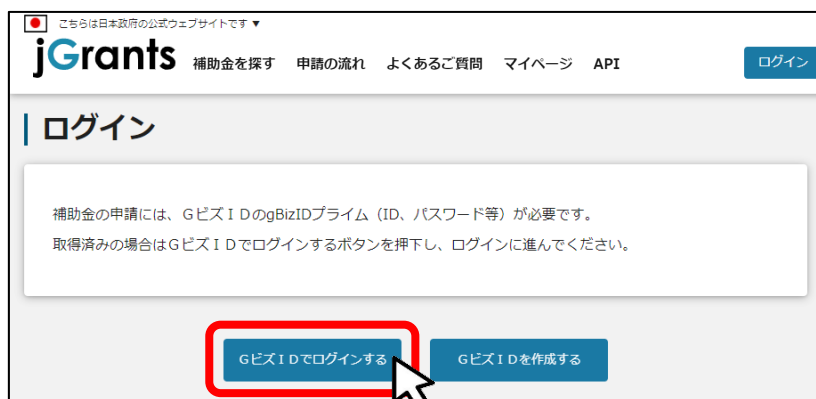 こちらは日本政府の公式ウェブサイトです ▼
jGrants 補助金を探す 申請の流れ よくあるご質問 マイページ API ログイン
ログイン
補助金の申請には、GビズIDのgBizIDプライム（ID、パスワード等）が必要です。
取得済みの場合はGビズIDでログインするボタンを押下し、ログインに進んでください。
GビズIDでログインする GビズIDを作成する